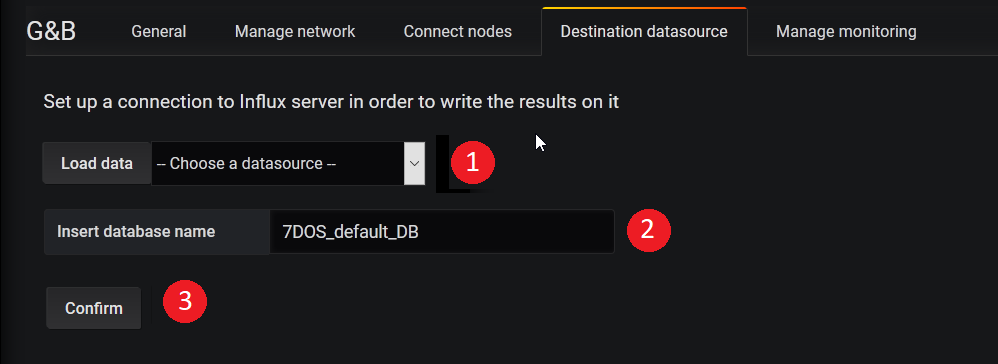 G&B General Manage network Connect nodes Destination datasource Manage monitoring
Set up a connection to Influx server in order to write the results on it
Load data -- Choose a datasource -- 1
Insert database name 7DOS_default_DB 2
Confirm 3